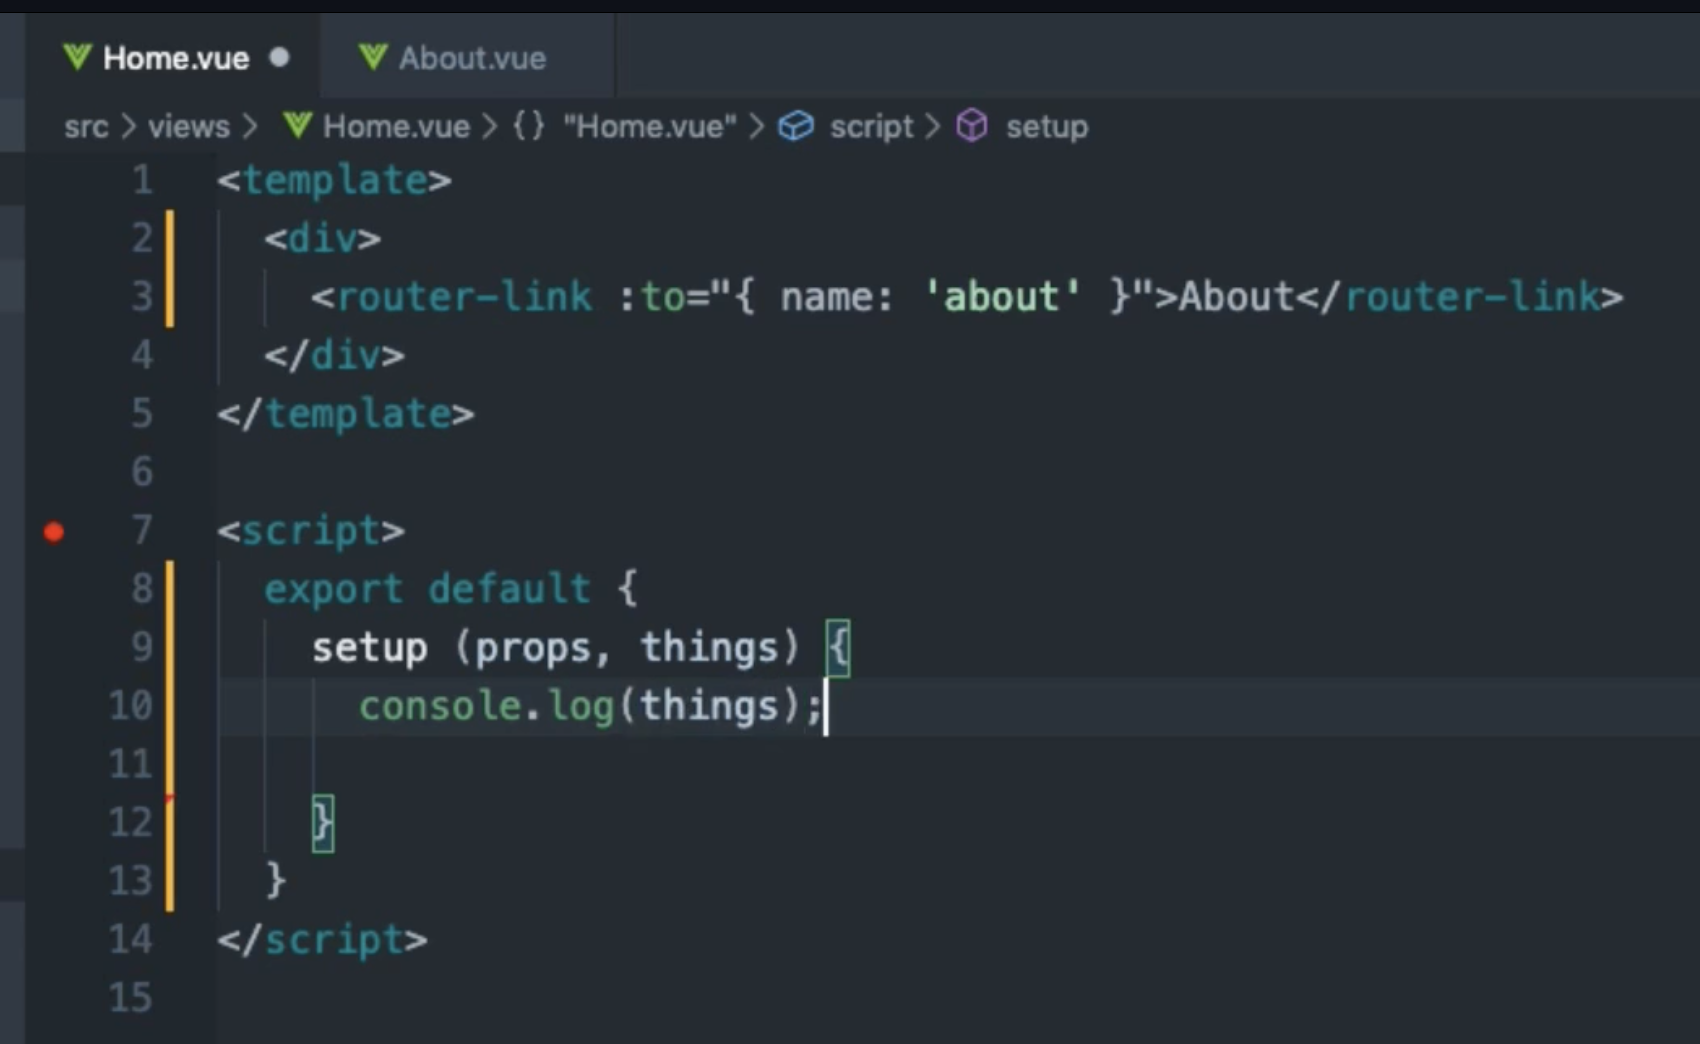 Home.vue About.vue
src > views > Home.vue > {} "Home.vue" > script > setup
1 <template>
2   <div>
3     <router-link :to="{ name: 'about' }">About</router-link>
4   </div>
5 </template>
6
7 <script>
8   export default {
9     setup (props, things) {
10       console.log(things);
11
12     }
13   }
14 </script>
15